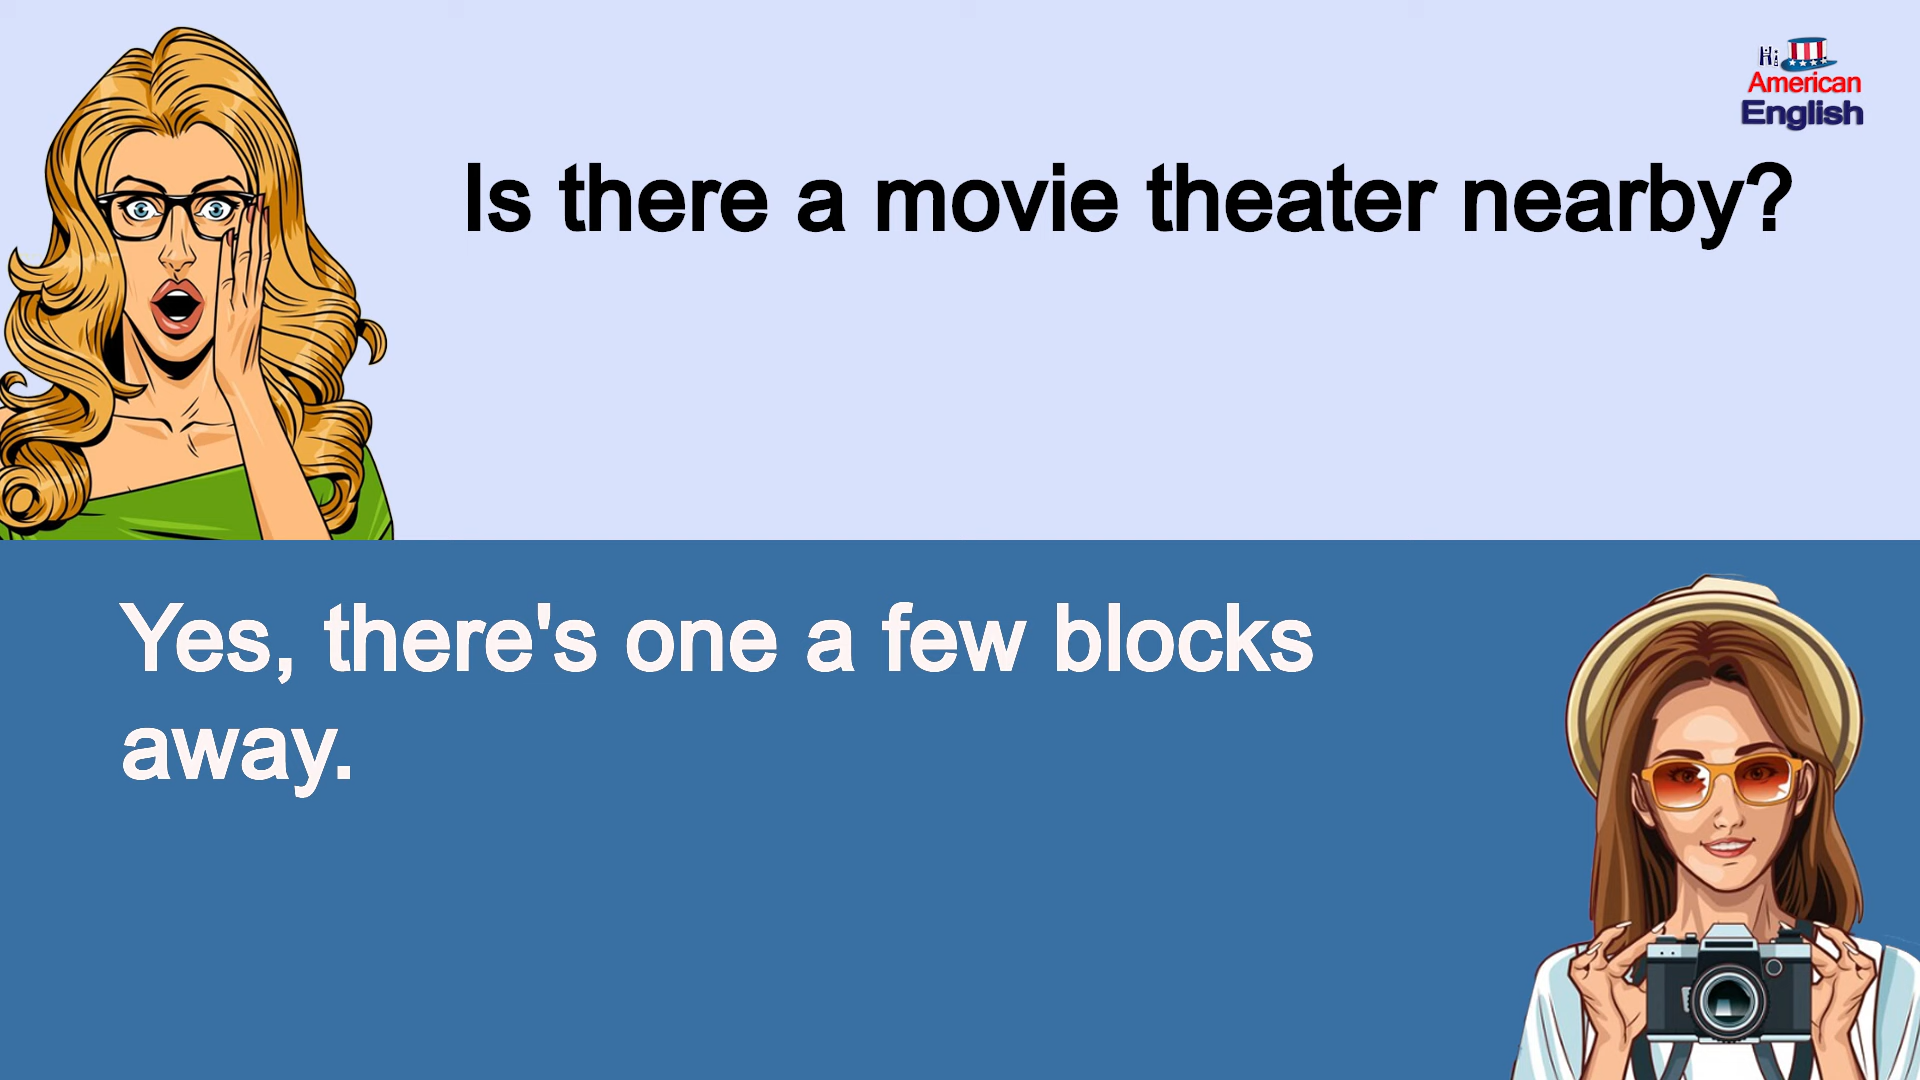 Hi
American
English
Is there a movie theater nearby?
Yes, there's one a few blocks
away.